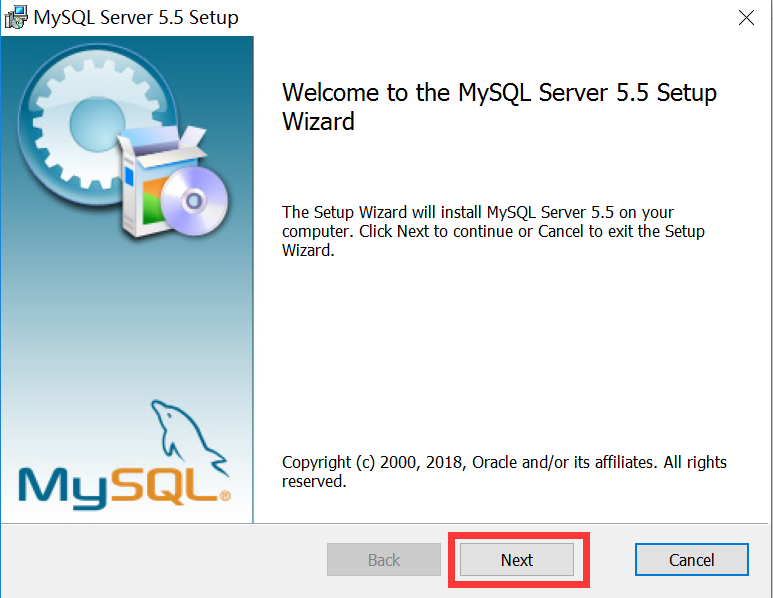 MySQL Server 5.5 Setup
Welcome to the MySQL Server 5.5 Setup
Wizard
The Setup Wizard will install MySQL Server 5.5 on your
computer. Click Next to continue or Cancel to exit the Setup
Wizard.
MySQL®
Copyright (c) 2000, 2018, Oracle and/or its affiliates. All rights
reserved.
Back
Next
Cancel